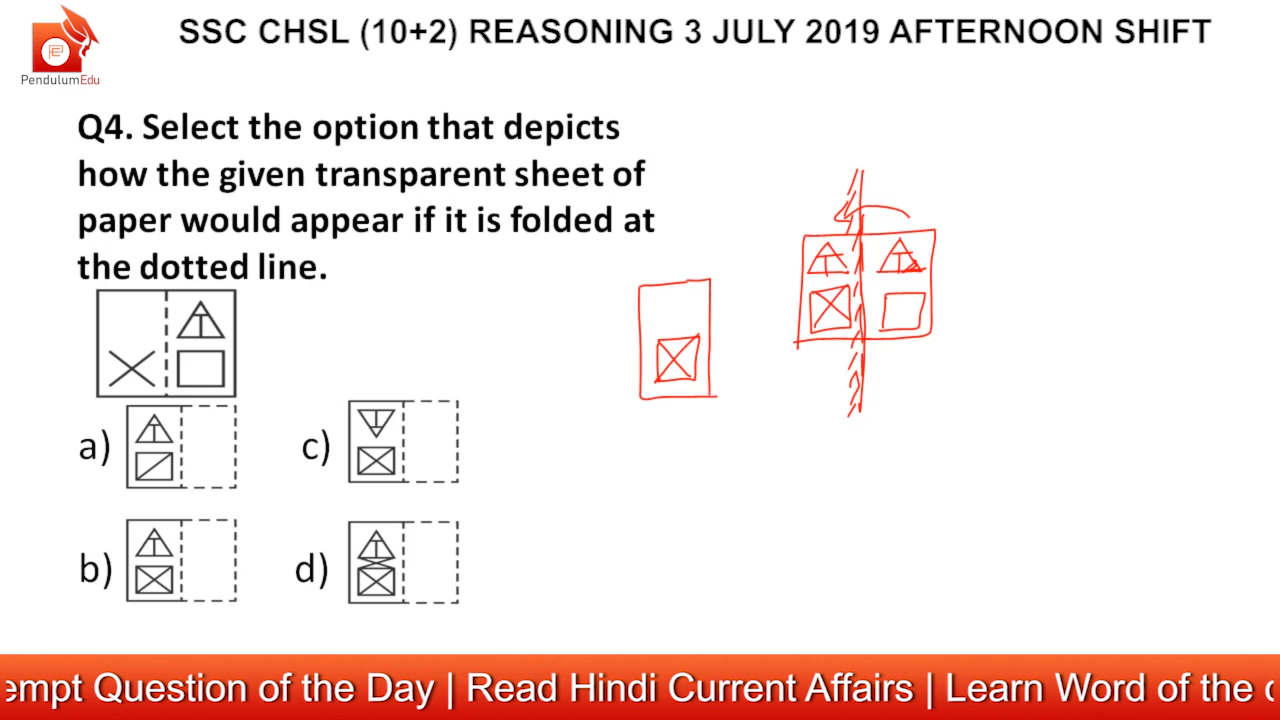 SSC CHSL (10+2) REASONING 3 JULY 2019 AFTERNOON SHIFT
PendulumEdu
Q4. Select the option that depicts
how the given transparent sheet of
paper would appear if it is folded at
the dotted line.
a)
c)
b)
d)
empt Question of the Day | Read Hindi Current Affairs | Learn Word of the